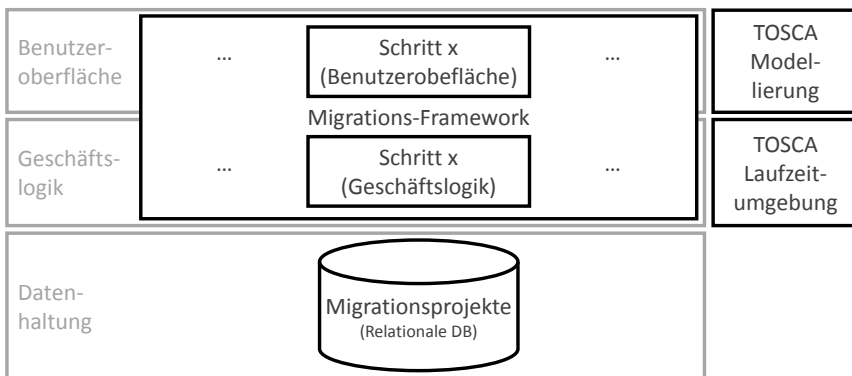 Benutzer-
oberfläche
...
Schritt x
(Benutzerobefläche)
...
TOSCA
Model-
lierung
Migrations-Framework
Geschäfts-
logik
...
Schritt x
(Geschäftslogik)
...
TOSCA
Laufzeit-
umgebung
Daten-
haltung
Migrationsprojekte
(Relationale DB)